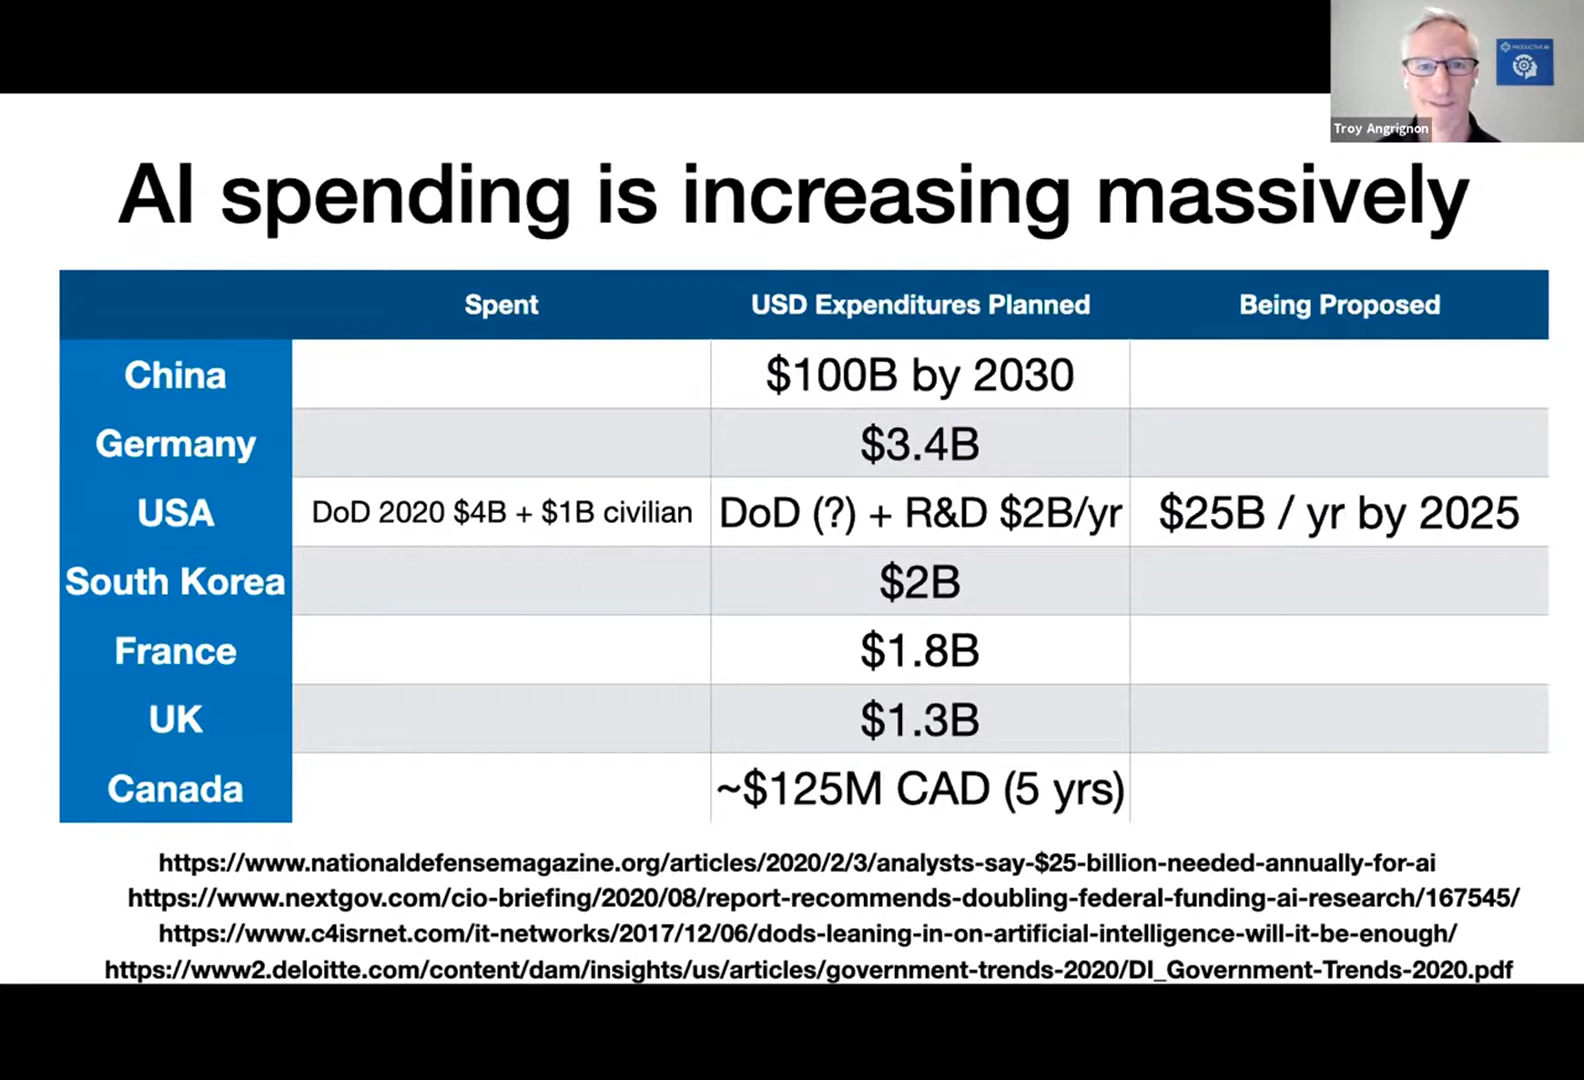 PRODUCTIVE AI
Troy Angrignon
AI spending is increasing massively
Spent USD Expenditures Planned Being Proposed
China $100B by 2030
Germany $3.4B
USA DoD 2020 $4B + $1B civilian DoD (?) + R&D $2B/yr $25B / yr by 2025
South Korea $2B
France $1.8B
UK $1.3B
Canada ~$125M CAD (5 yrs)
https://www.nationaldefensemagazine.org/articles/2020/2/3/analysts-say-$25-billion-needed-annually-for-ai
https://www.nextgov.com/cio-briefing/2020/08/report-recommends-doubling-federal-funding-ai-research/167545/
https://www.c4isrnet.com/it-networks/2017/12/06/dods-leaning-in-on-artificial-intelligence-will-it-be-enough/
https://www2.deloitte.com/content/dam/insights/us/articles/government-trends-2020/DI_Government-Trends-2020.pdf